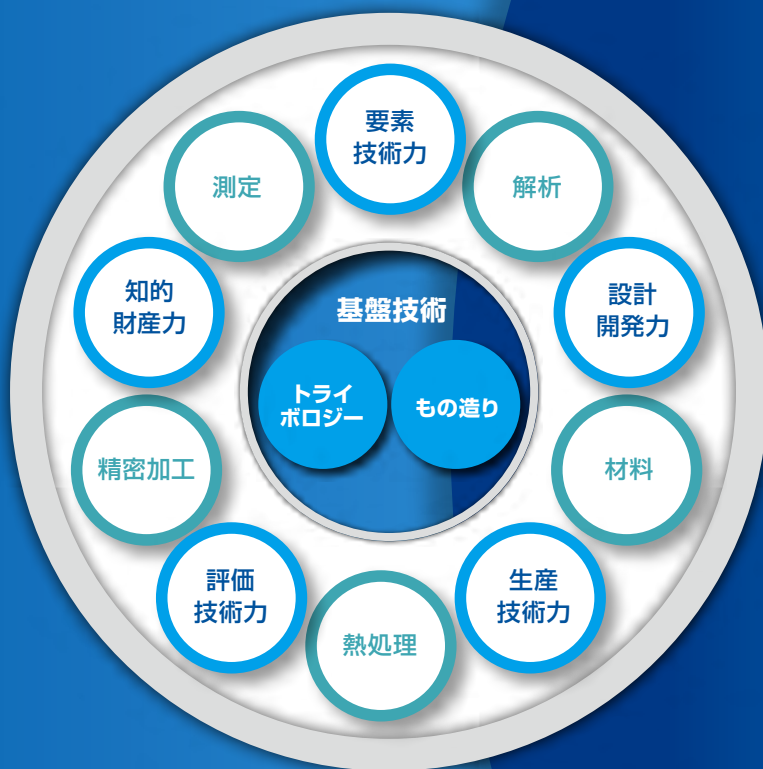 要素
技術力
測定
解析
知的
財産力
設計
開発力
基盤技術
トライ
ボロジー
もの造り
精密加工
材料
評価
技術力
生産
技術力
熱処理